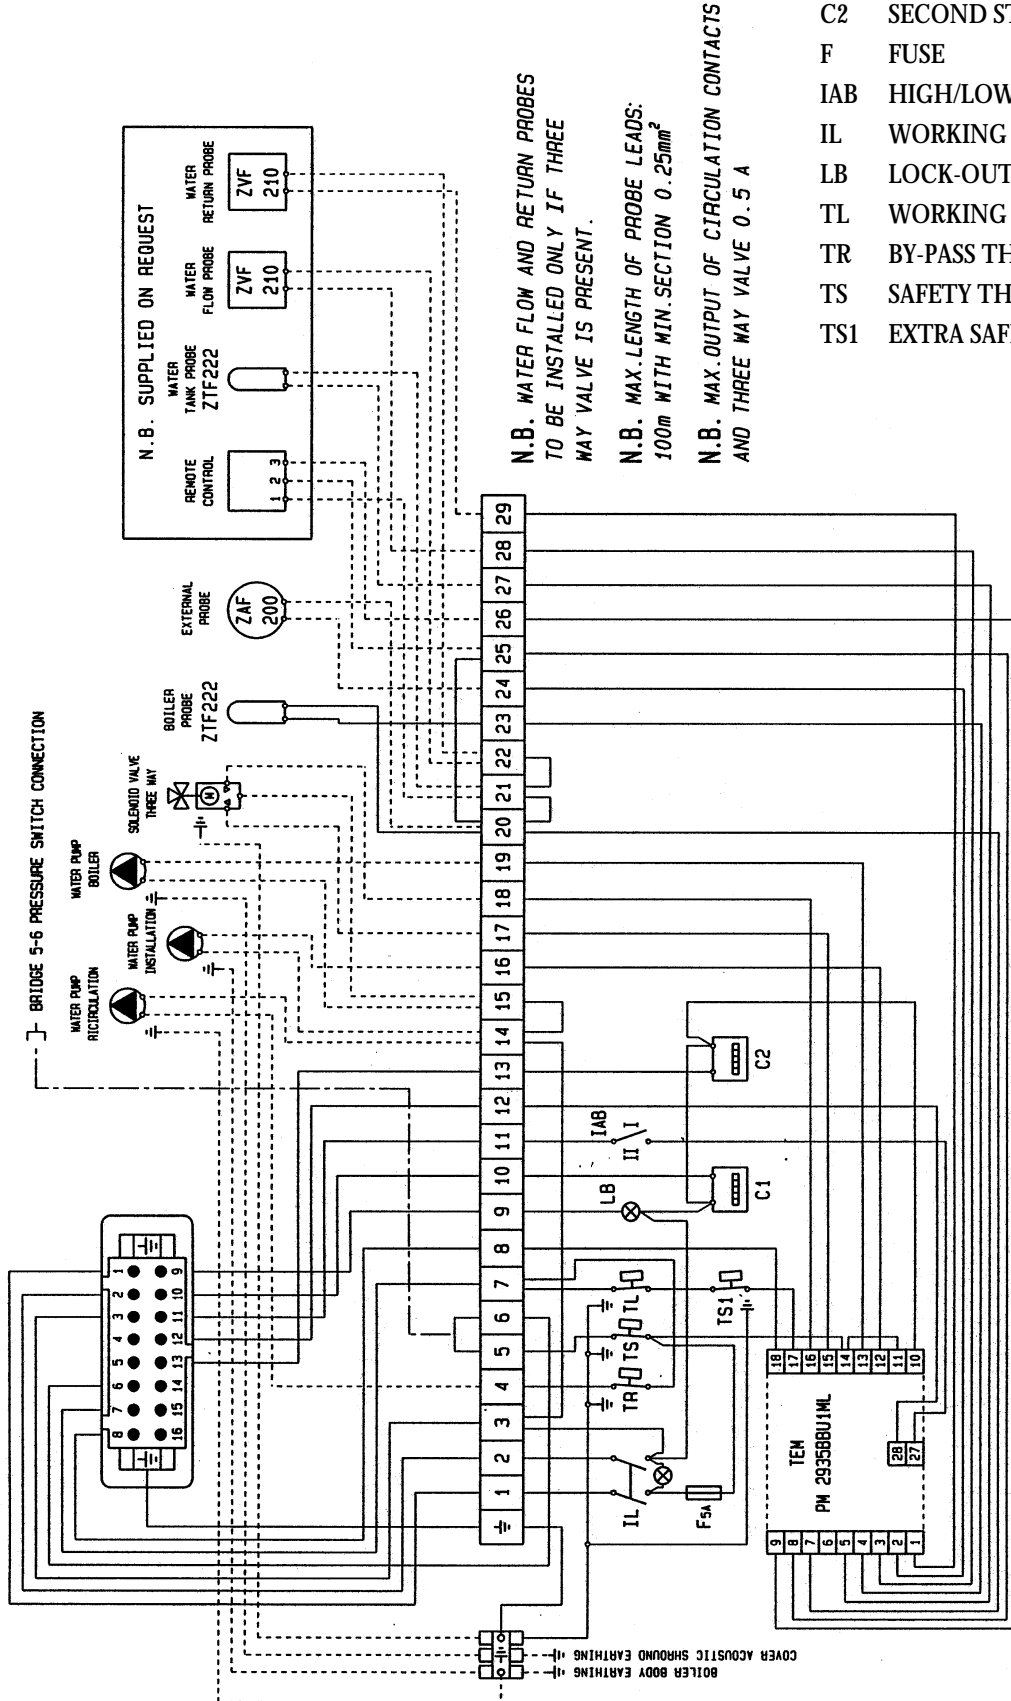 C2 SECOND ST
F FUSE
IAB HIGH/LOW
IL WORKING
LB LOCK-OUT
TL WORKING
TR BY-PASS TH
TS SAFETY TH
TS1 EXTRA SAF
N.B. SUPPLIED ON REQUEST
REMOTE
CONTROL
1 2 3
WATER
TANK PROBE
ZTF222
WATER
FLOW PROBE
ZVF
210
WATER
RETURN PROBE
ZVF
210
N.B. WATER FLOW AND RETURN PROBES
TO BE INSTALLED ONLY IF THREE
WAY VALVE IS PRESENT.
N.B. MAX.LENGTH OF PROBE LEADS:
100m WITH MIN.SECTION 0.25mm²
N.B. MAX.OUTPUT OF CIRCULATION CONTACTS
AND THREE WAY VALVE 0.5 A
BRIDGE 5-6 PRESSURE SWITCH CONNECTION
WATER PUMP
RICIRCULATION
WATER PUMP
INSTALLATION
WATER PUMP
BOILER
SOLENOID VALVE
THREE WAY
M
BOILER
PROBE
ZTF222
EXTERNAL
PROBE
ZAF
200
8 7 6 5 4 3 2 1
16 15 14 13 12 11 10 9
1 2 3 4 5 6 7 8 9 10 11 12 13 14 15 16 17 18 19 20 21 22 23 24 25 26 27 28 29
IL
F5A
TR
TS
TL
TS1
LB
IAB
II I
C1
C2
TEM
PM 2935BBU1ML
18 17 16 15 14 13 12 11 10
28 27
9 8 7 6 5 4 3 2 1
BOILER BODY EARTHING
COVER ACOUSTIC SHROUND EARTHING